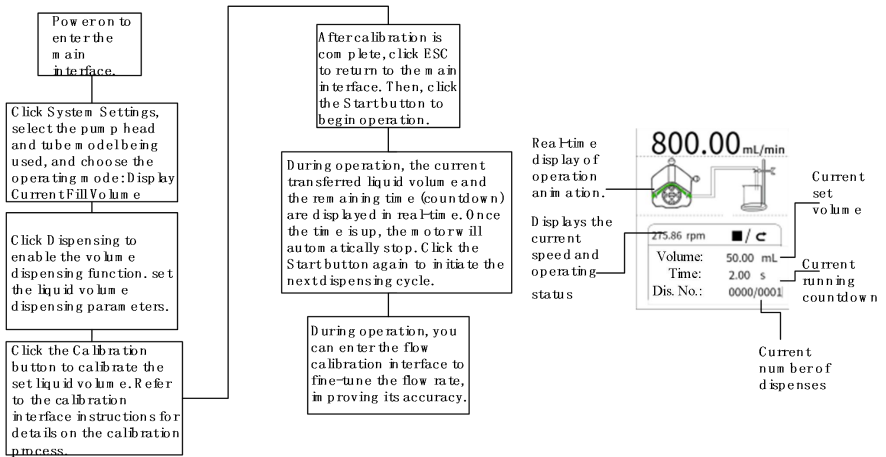 Power on to
enter the
main
interface.
Click System Settings,
select the pump head
and tube model being
used, and choose the
operating mode: Display
Current Fill Volume
Click Dispensing to
enable the volume
dispensing function. set
the liquid volume
dispensing parameters.
Click the Calibration
button to calibrate the
set liquid volume. Refer
to the calibration
interface instructions for
details on the calibration
process.
After calibration is
complete, click ESC
to return to the main
interface. Then, click
the Start button to
begin operation.
During operation, the current
transferred liquid volume and
the remaining time (countdown)
are displayed in real-time. Once
the time is up, the motor will
automatically stop. Click the
Start button again to initiate the
next dispensing cycle.
During operation, you
can enter the flow
calibration interface to
fine-tune the flow rate,
improving its accuracy.
Real-time
display of
operation
animation.
Displays the
current
speed and
operating
status
800.00 mL/min
275.86 rpm
Volume: 50.00 mL
Time: 2.00 s
Dis. No.: 0000/0001
Current
set
volume
Current
running
countdown
Current
number of
dispenses